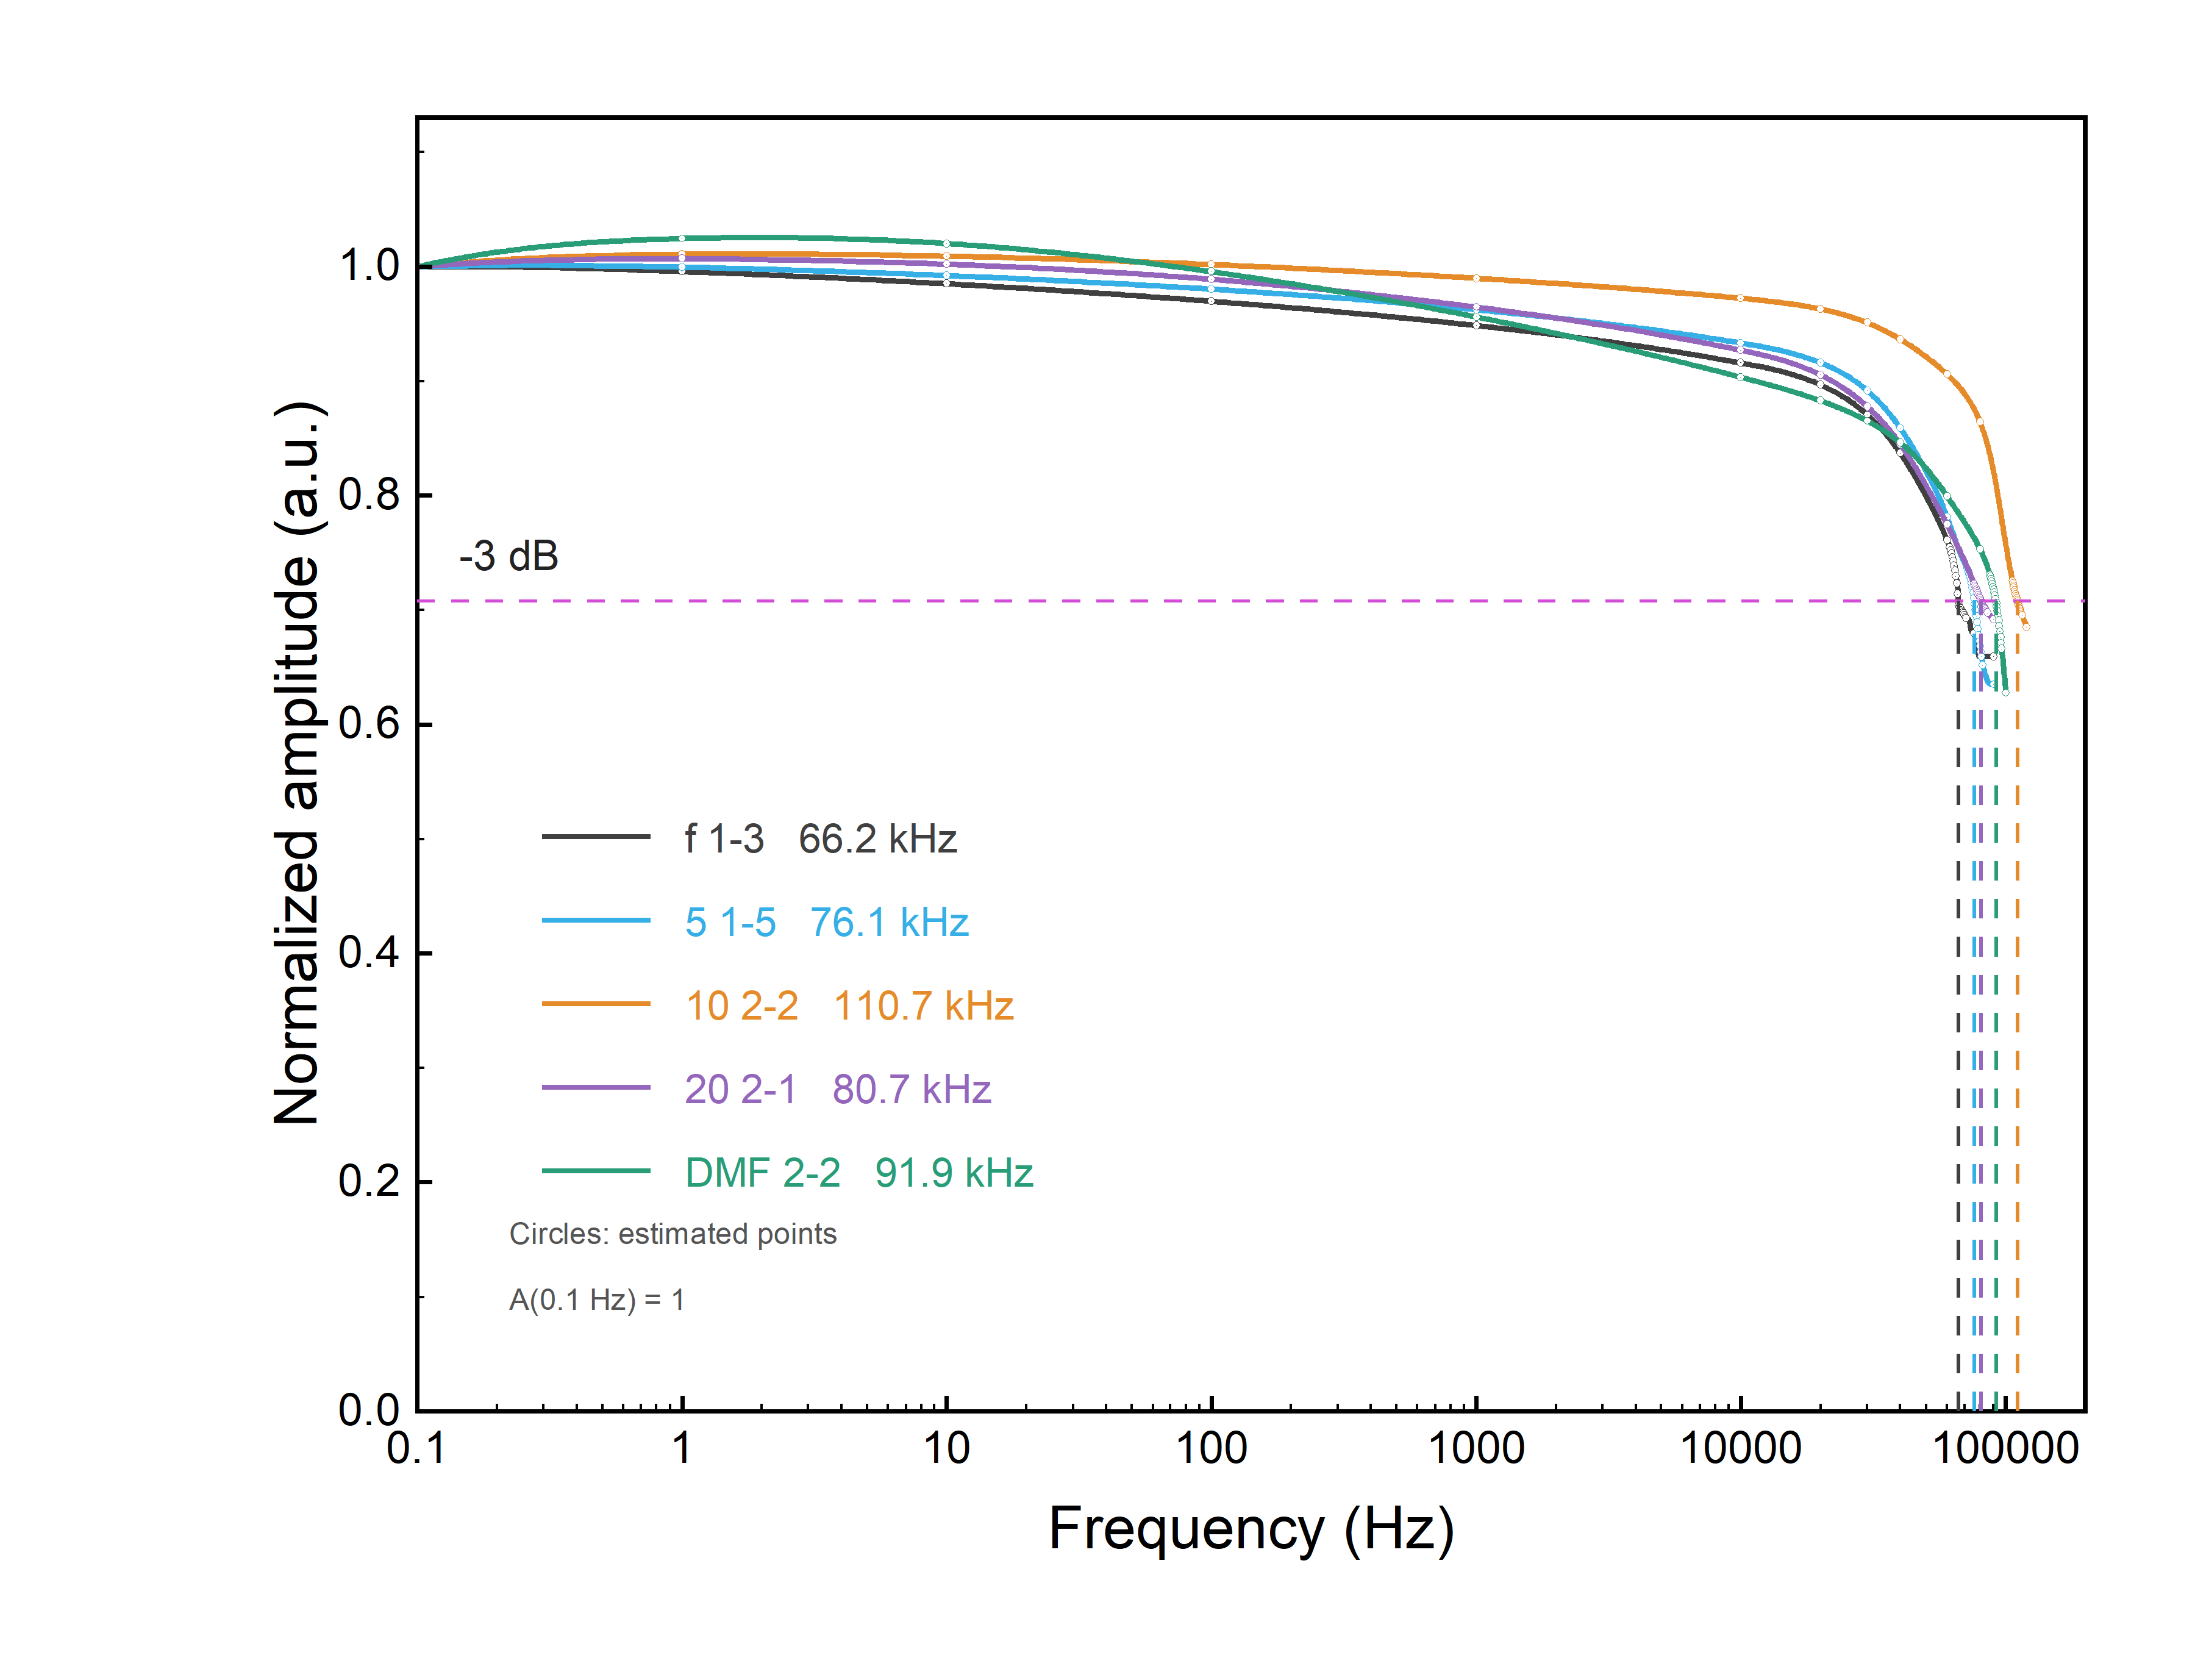 Normalized amplitude (a.u.)
1.0
0.8
0.6
0.4
0.2
0.0
-3 dB
f 1-3 66.2 kHz
5 1-5 76.1 kHz
10 2-2 110.7 kHz
20 2-1 80.7 kHz
DMF 2-2 91.9 kHz
Circles: estimated points
A(0.1 Hz) = 1
0.1 1 10 100 1000 10000 100000
Frequency (Hz)